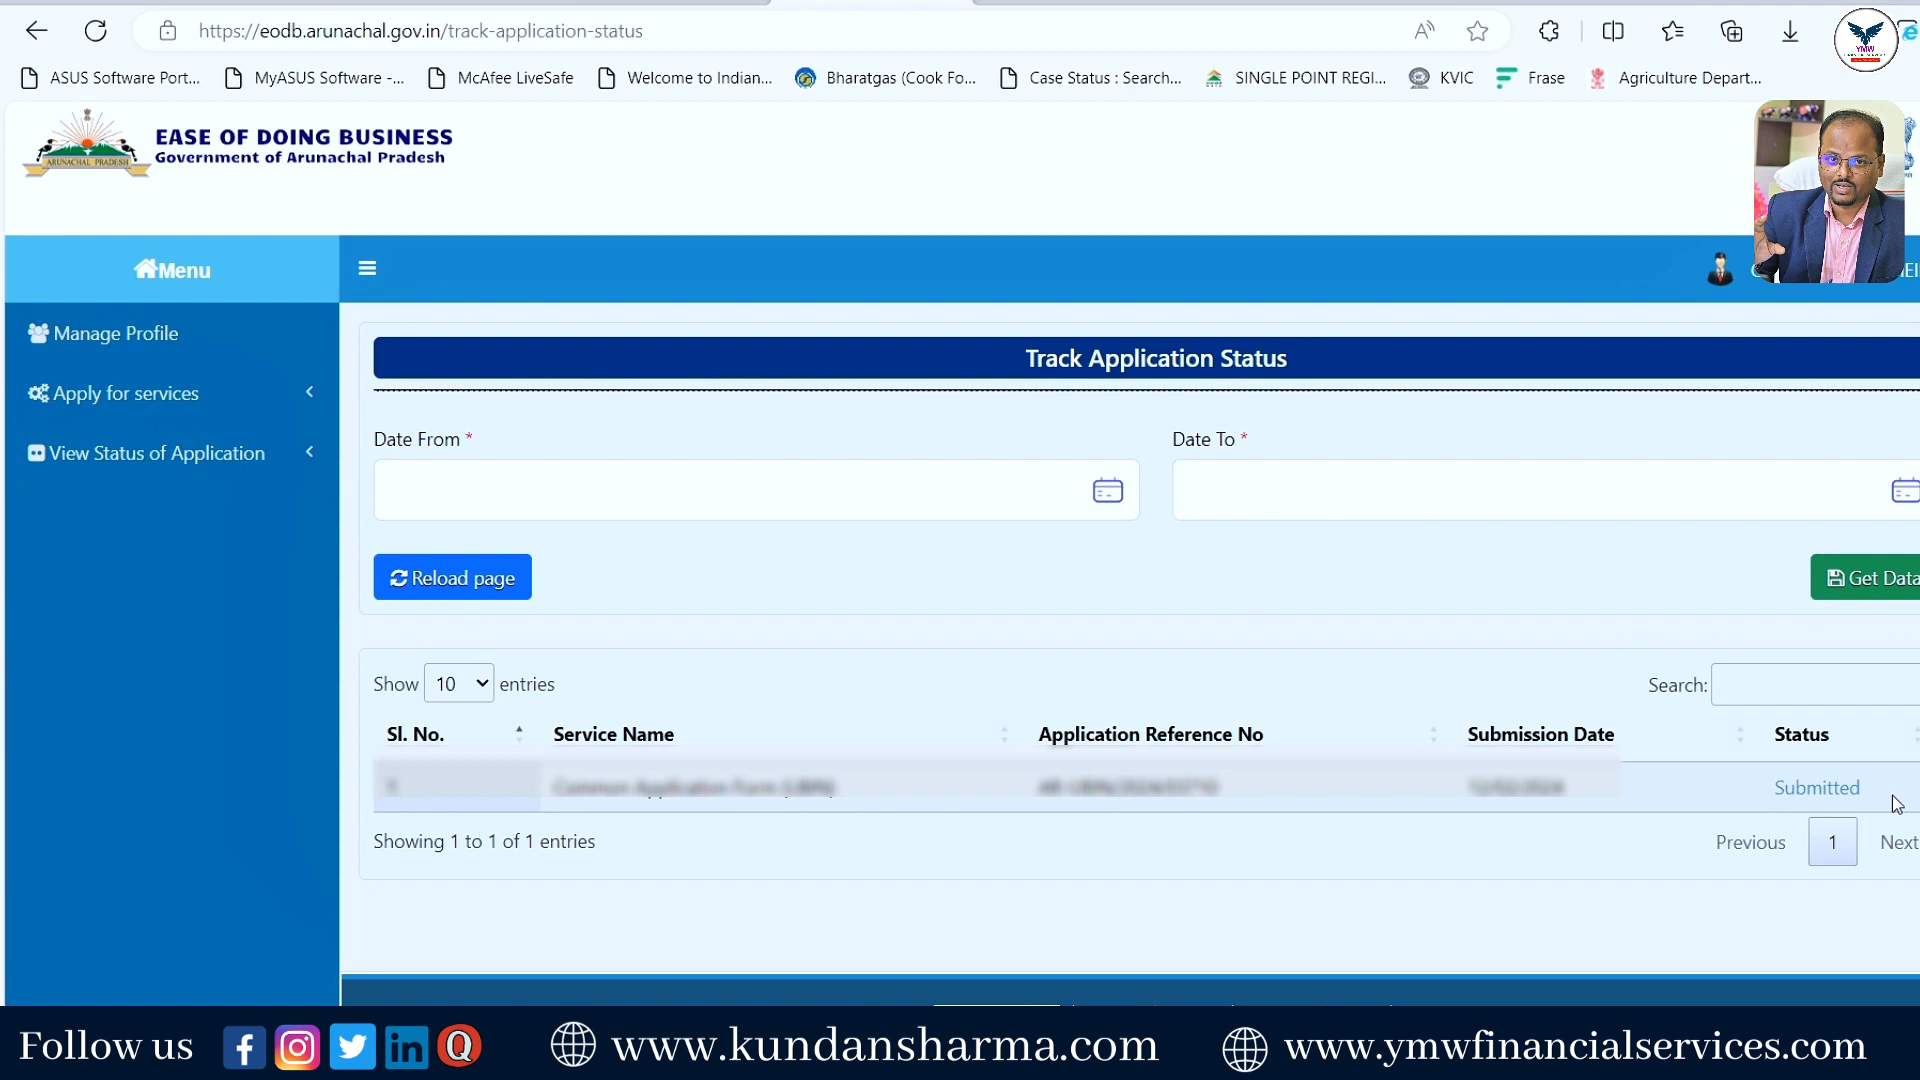 https://eodb.arunachal.gov.in/track-application-status
YMW
ASUS Software Port...
MyASUS Software -...
McAfee LiveSafe
Welcome to Indian...
Bharatgas (Cook Fo...
Case Status : Search...
SINGLE POINT REGI...
KVIC
Frase
Agriculture Depart...
ARUNACHAL PRADESH
EASE OF DOING BUSINESS
Government of Arunachal Pradesh
Menu
Manage Profile
Apply for services
View Status of Application
Track Application Status
Date From *
Date To *
Reload page
Get Data
Show 10 entries
Search:
Sl. No.
Service Name
Application Reference No
Submission Date
Status
Submitted
Showing 1 to 1 of 1 entries
Previous 1 Next
Follow us
www.kundansharma.com
www.ymwfinancialservices.com